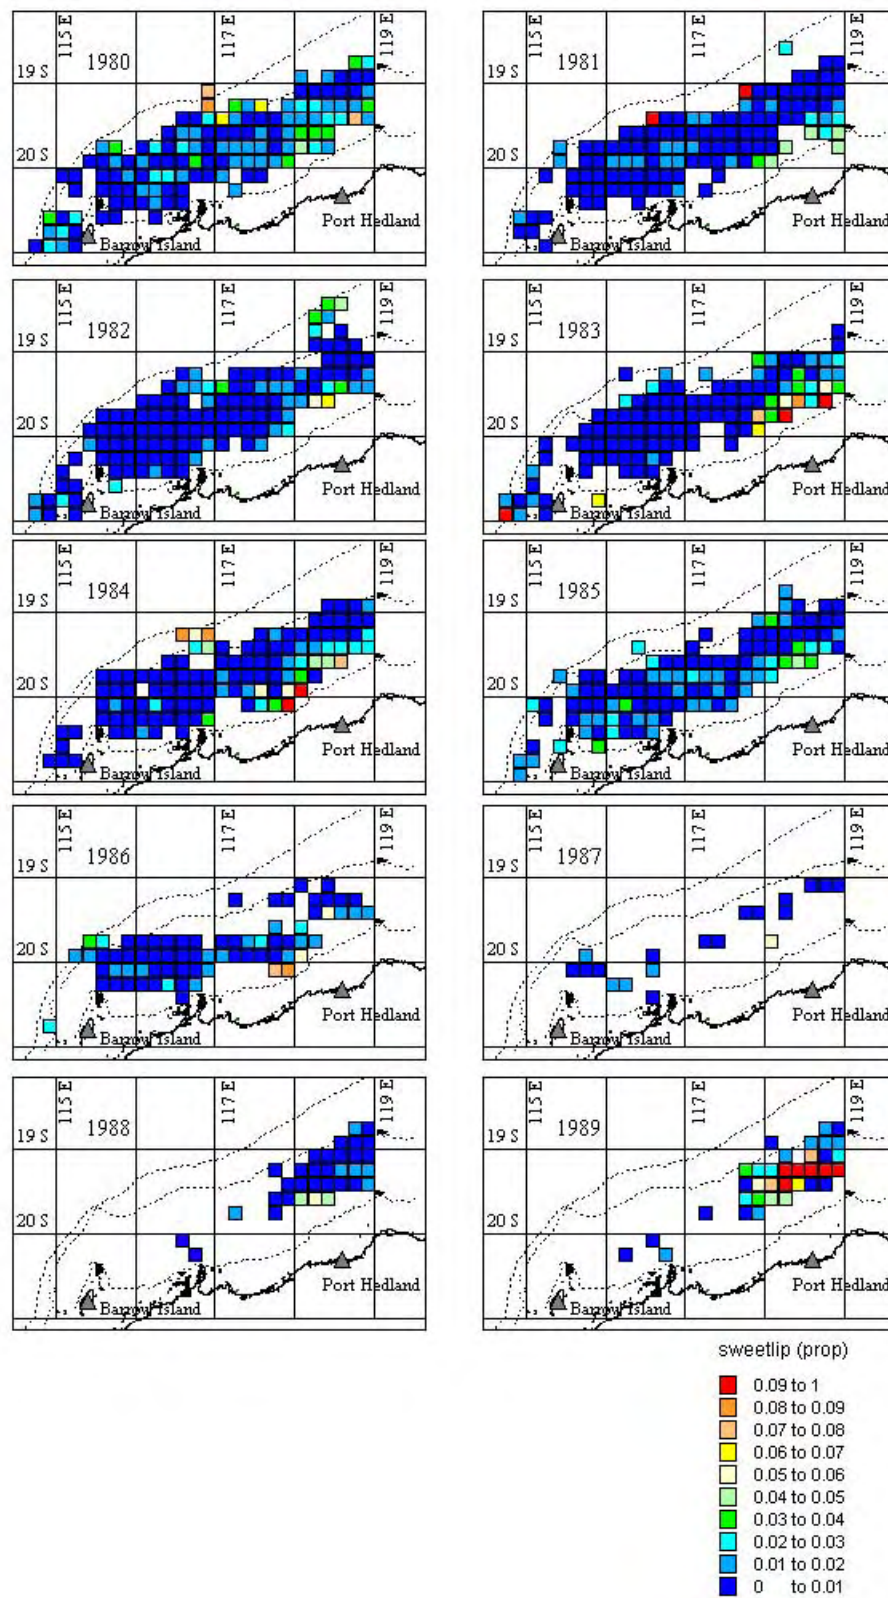 115 E 117 E 119 E
19 S 1980
20 S
Port Hedland
Barrow Island
115 E 117 E 119 E
19 S 1981
20 S
Port Hedland
Barrow Island
115 E 117 E 119 E
19 S 1982
20 S
Port Hedland
Barrow Island
115 E 117 E 119 E
19 S 1983
20 S
Port Hedland
Barrow Island
115 E 117 E 119 E
19 S 1984
20 S
Port Hedland
Barrow Island
115 E 117 E 119 E
19 S 1985
20 S
Port Hedland
Barrow Island
115 E 117 E 119 E
19 S 1986
20 S
Port Hedland
Barrow Island
115 E 117 E 119 E
19 S 1987
20 S
Port Hedland
Barrow Island
115 E 117 E 119 E
19 S 1988
20 S
Port Hedland
Barrow Island
115 E 117 E 119 E
19 S 1989
20 S
Port Hedland
Barrow Island
sweetlip (prop)
0.09 to 1
0.08 to 0.09
0.07 to 0.08
0.06 to 0.07
0.05 to 0.06
0.04 to 0.05
0.03 to 0.04
0.02 to 0.03
0.01 to 0.02
0 to 0.01